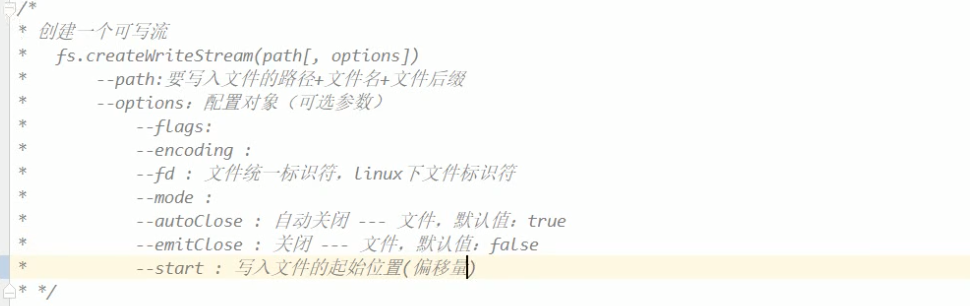 /*
* 创建一个可写流
* fs.createWriteStream(path[, options])
* --path:要写入文件的路径+文件名+文件后缀
* --options：配置对象（可选参数）
* --flags:
* --encoding :
* --fd : 文件统一标识符，linux下文件标识符
* --mode :
* --autoClose : 自动关闭 --- 文件，默认值：true
* --emitClose : 关闭 --- 文件，默认值：false
* --start : 写入文件的起始位置(偏移量)
* */